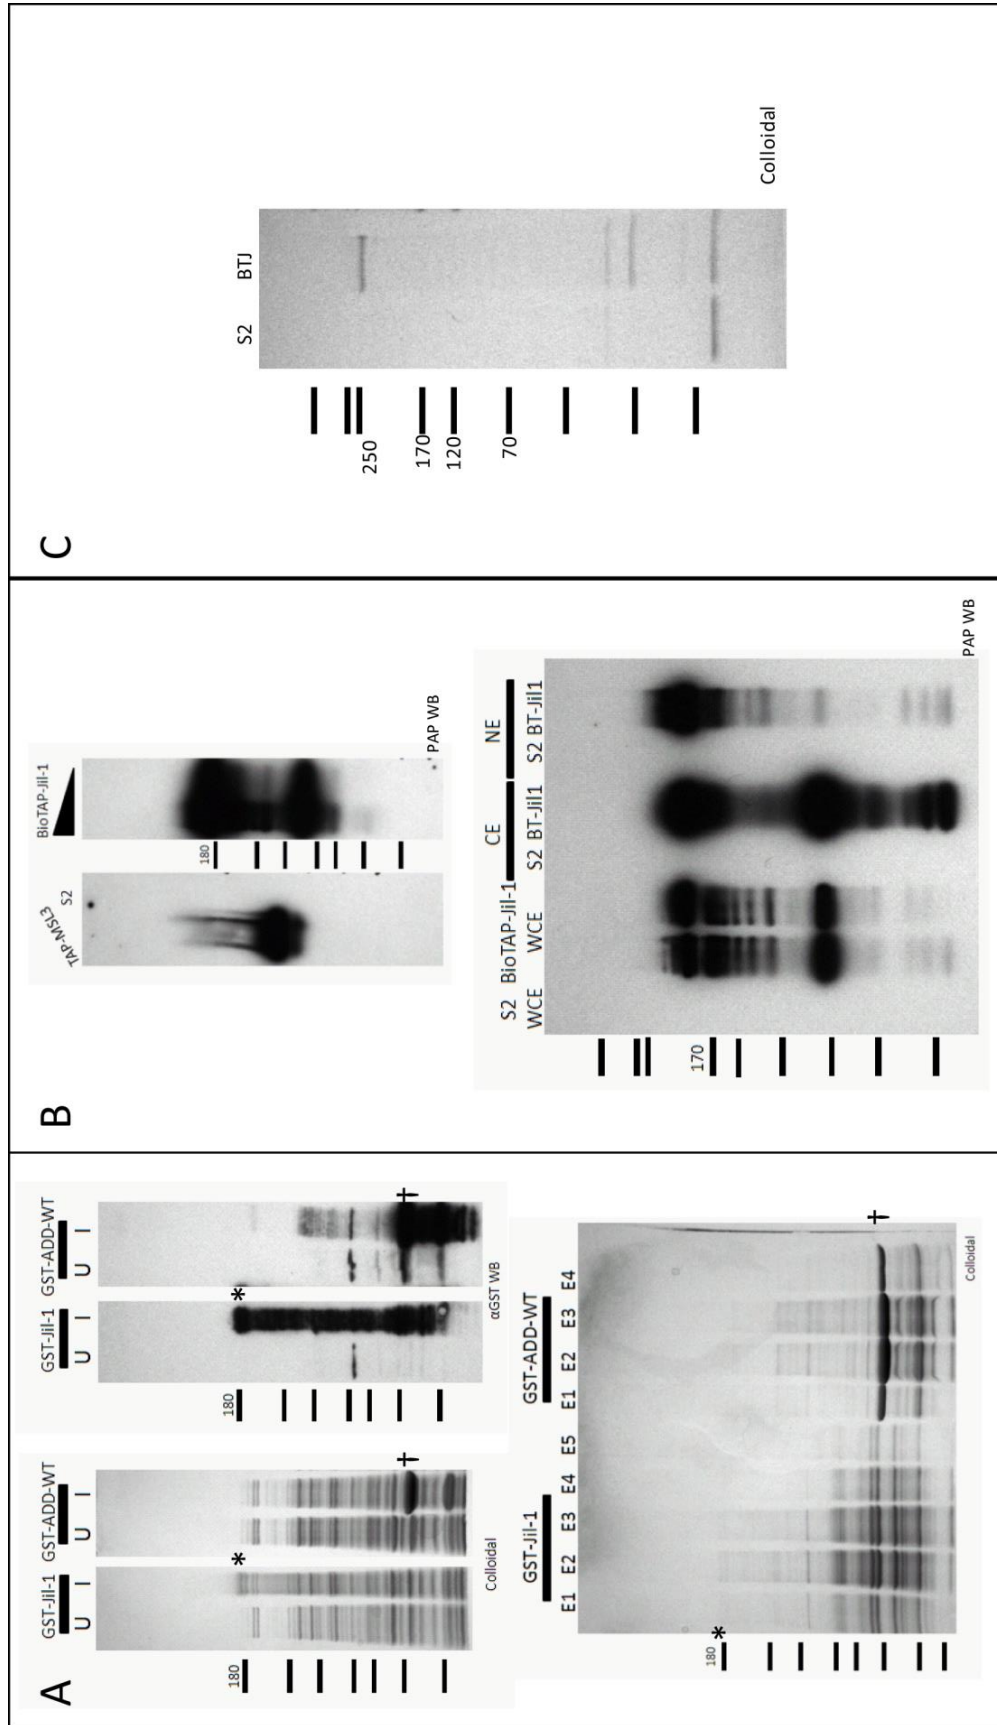 A
GST-Jil-1 GST-ADD-WT
U I U I
180
*
†
Colloidal
GST-Jil-1 GST-ADD-WT
U I U I
180
*
†
αGST WB
GST-Jil-1 GST-ADD-WT
E1 E2 E3 E4 E5 E1 E2 E3 E4
180
*
†
Colloidal
B
TAP-MSL3 S2 BioTAP-Jil-1
180
PAP WB
S2 BioTAP-Jil-1 CE NE
WCE WCE S2 BT-Jil1 S2 BT-Jil1
170
PAP WB
C
S2 BTJ
250
170
120
70
Colloidal